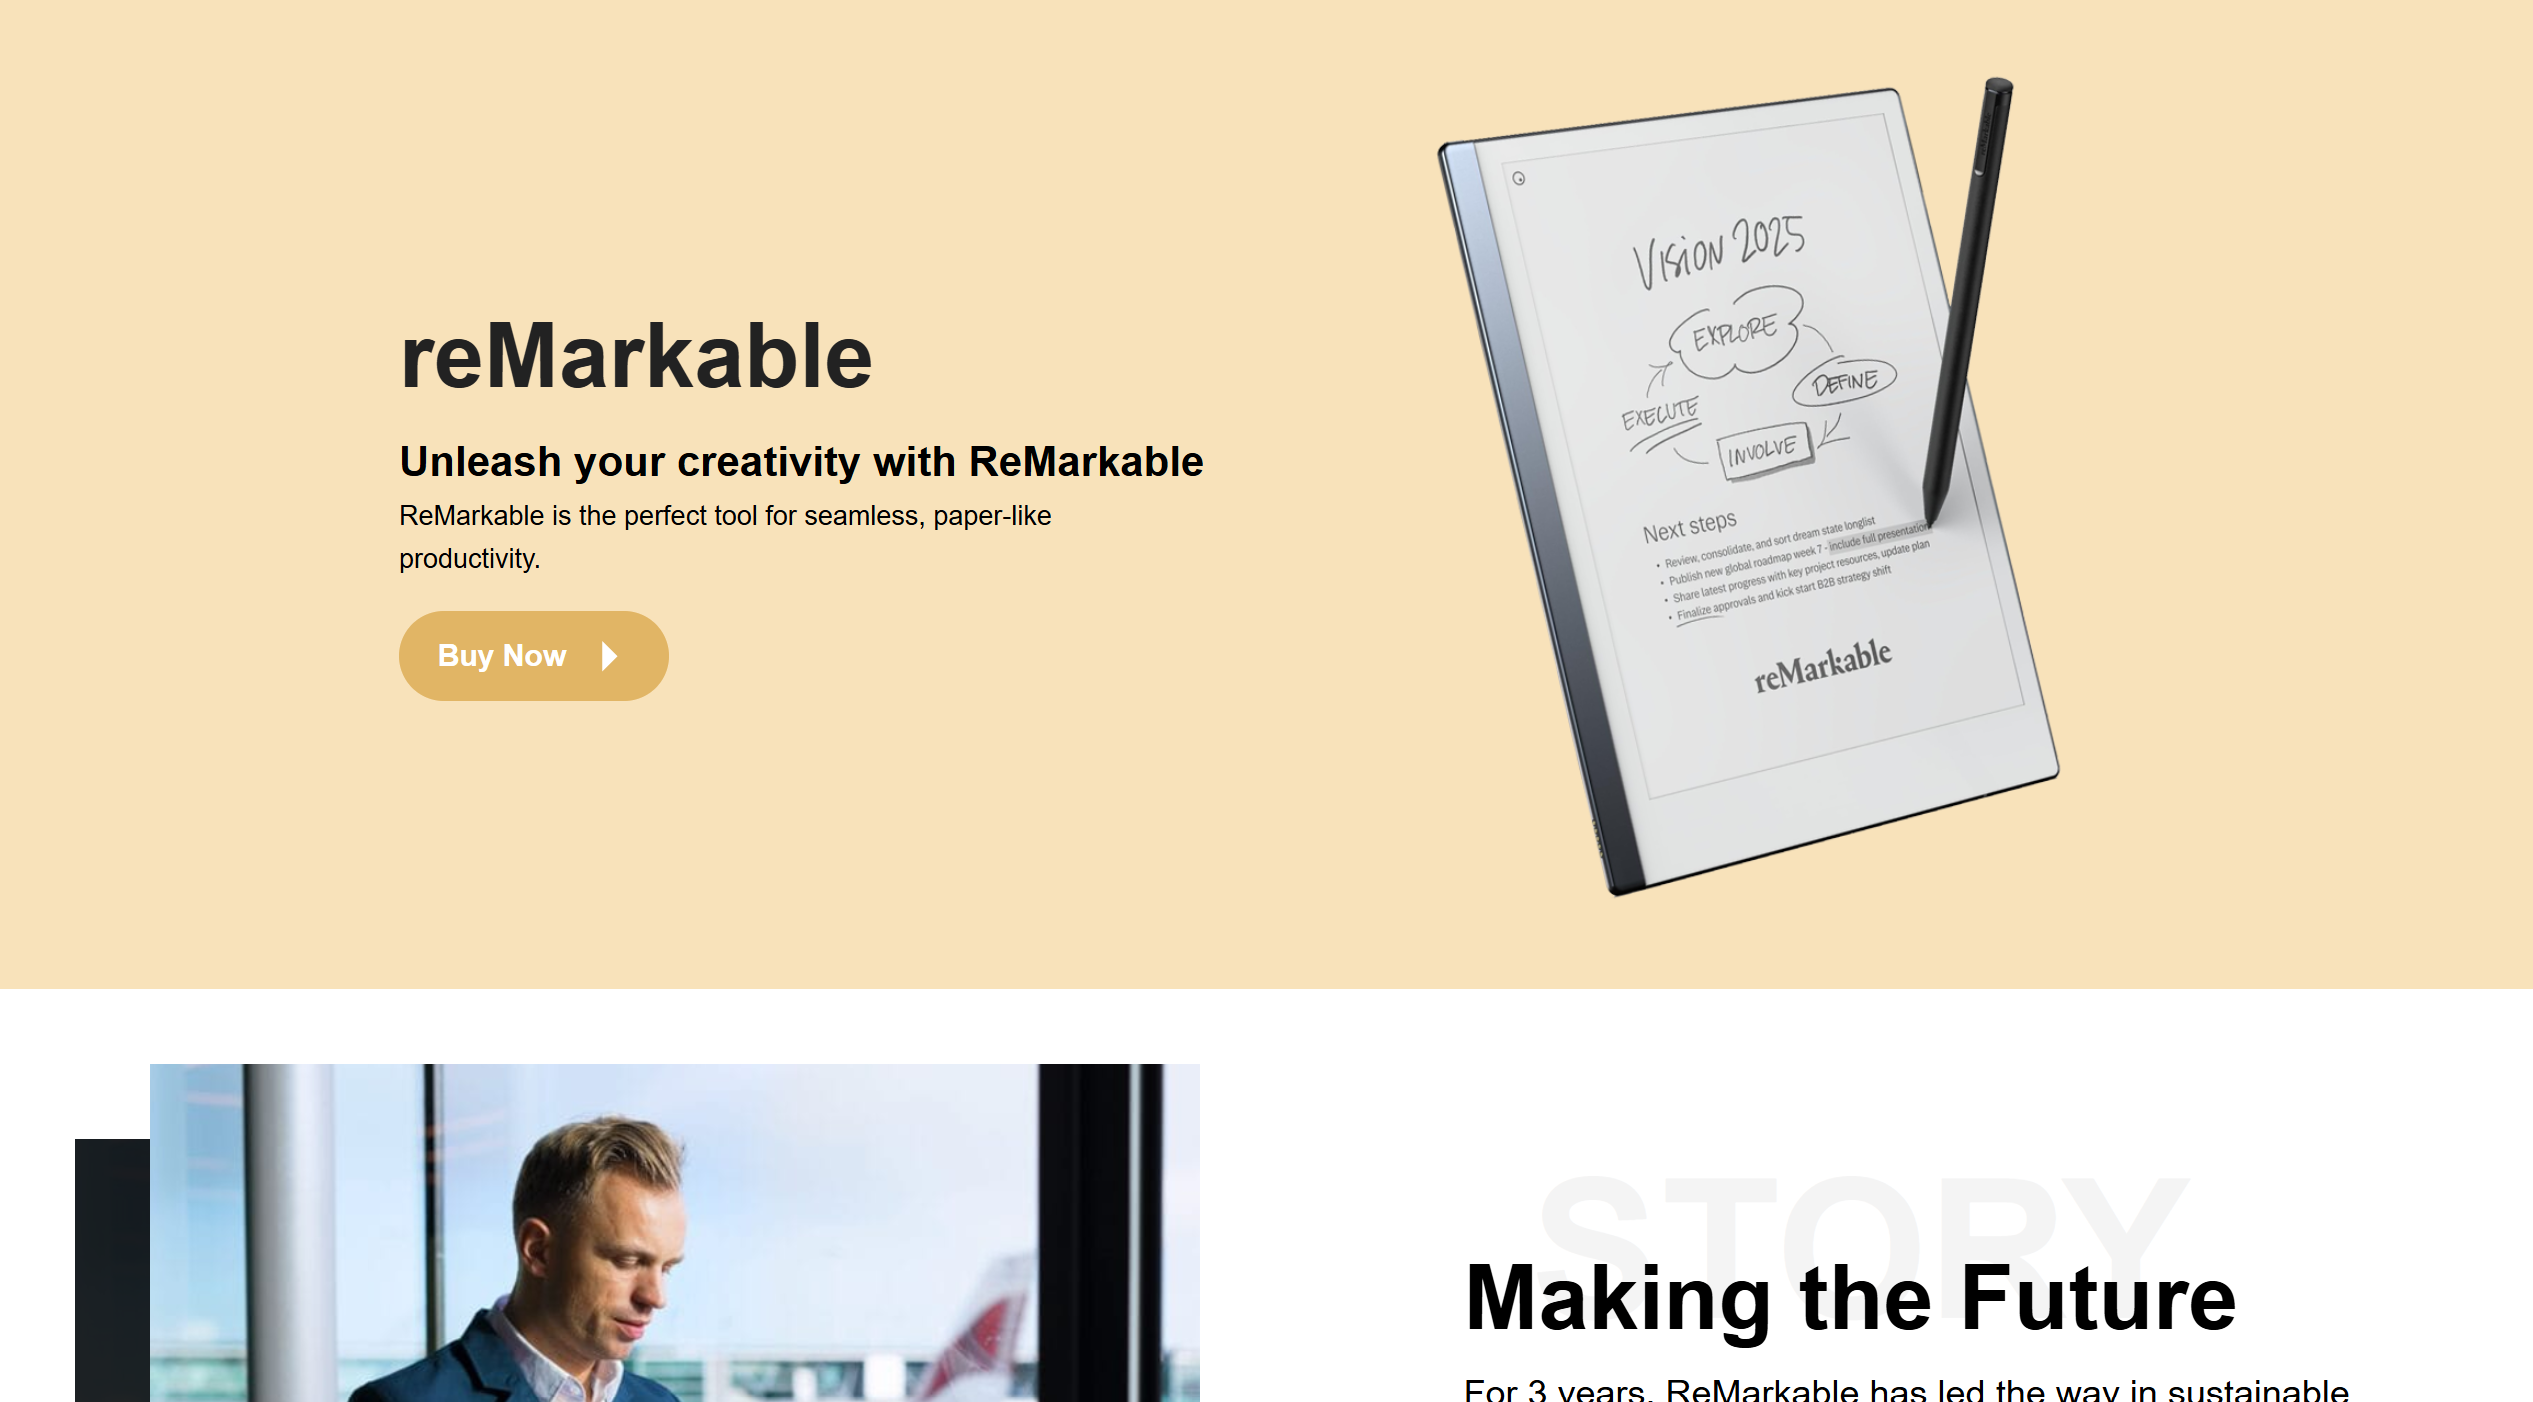 reMarkable
Unleash your creativity with ReMarkable
ReMarkable is the perfect tool for seamless, paper-like
productivity.
Buy Now
VISION 2025
EXPLORE
DEFINE
EXECUTE
INVOLVE
Next steps
• Review, consolidate, and sort dream state longlist
• Publish new global roadmap week 7 - include full presentation
• Share latest progress with key project resources, update plan
• Finalize approvals and kick start B2B strategy shift
reMarkable
STORY
Making the Future
For 3 years, ReMarkable has led the way in sustainable